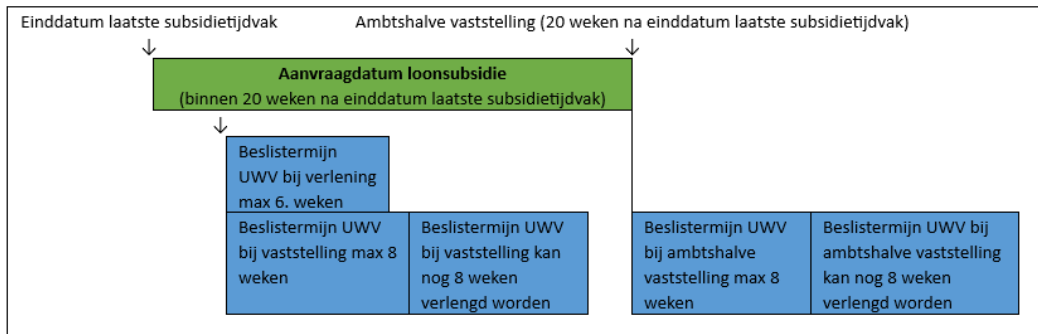 Einddatum laatste subsidietijdvak
Ambtshalve vaststelling (20 weken na einddatum laatste subsidietijdvak)
Aanvraagdatum loonsubsidie
(binnen 20 weken na einddatum laatste subsidietijdvak)
Beslistermijn
UWV bij verlening
max 6. weken
Beslistermijn UWV
bij vaststelling max 8
weken
Beslistermijn UWV
bij vaststelling kan
nog 8 weken
verlengd worden
Beslistermijn UWV
bij ambtshalve
vaststelling max 8
weken
Beslistermijn UWV bij
ambtshalve vaststelling
kan nog 8 weken
verlengd worden